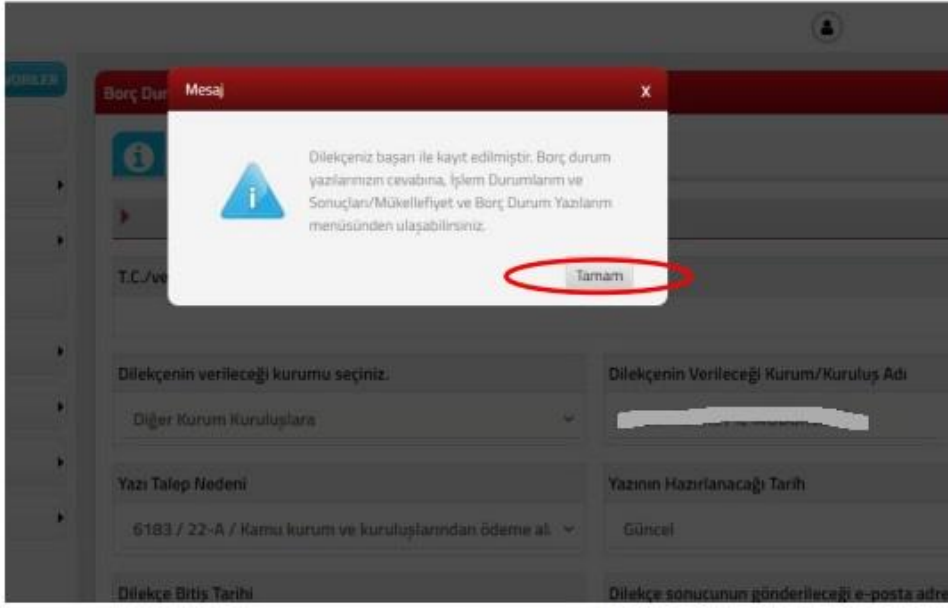 Borç Dur
Mesaj
X
Dilekçeniz başarı ile kayıt edilmiştir. Borç durum
yazılarınızın cevabına, İşlem Durumlarım ve
Sonuçları/Mükellefiyet ve Borç Durum Yazılarım
menüsünden ulaşabilirsiniz.
Tamam
T.C./ve
Dilekçenin verileceği kurumu seçiniz.
Dilekçenin Verileceği Kurum/Kuruluş Adı
Diğer Kurum Kuruluşlara
Yazı Talep Nedeni
Yazının Hazırlanacağı Tarih
6183 / 22-A / Kamu kurum ve kuruluşlarından ödeme al
Güncel
Dilekçe Bitiş Tarihi
Dilekçe sonucunun gönderileceği e-posta adre